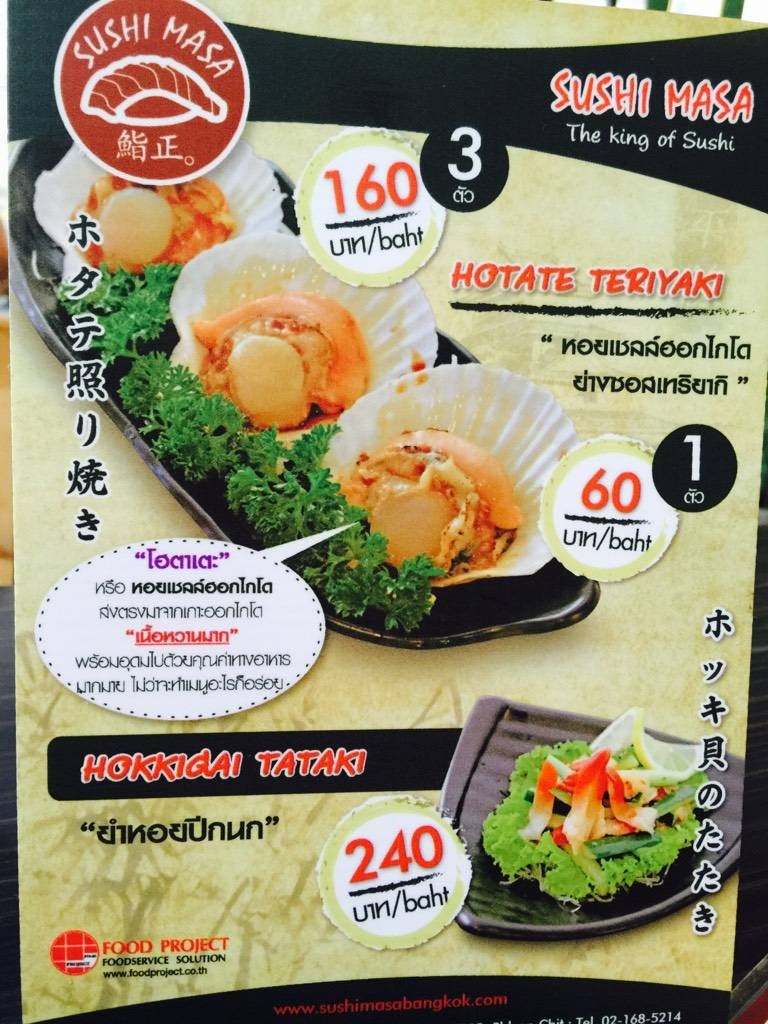 SUSHI MASA
鮨正。
SUSHI MASA
The king of Sushi
160
บาท/baht
3
ตัว
ホタテ照り焼き
HOTATE TERIYAKI
“ หอยเชลล์ฮอกไกโด
ย่างซอสเทริยากิ ”
60
บาท/baht
1
ตัว
“โฮตาเตะ”
หรือ หอยเชลล์ฮอกไกโด
ส่งตรงมาจากเกาะฮอกไกโด
“เนื้อหวานมาก”
พร้อมอุดมไปด้วยคุณค่าทางอาหาร
มากมาย ไม่ว่าจะทำเมนูอะไรก็อร่อย
ホッキ貝のたたき
HOKKIGAI TATAKI
“ยำหอยปีกนก”
240
บาท/baht
FOOD PROJECT
FOODSERVICE SOLUTION
www.foodproject.co.th
www.sushimasabangkok.com
Chit : Tel. 02-168-5214